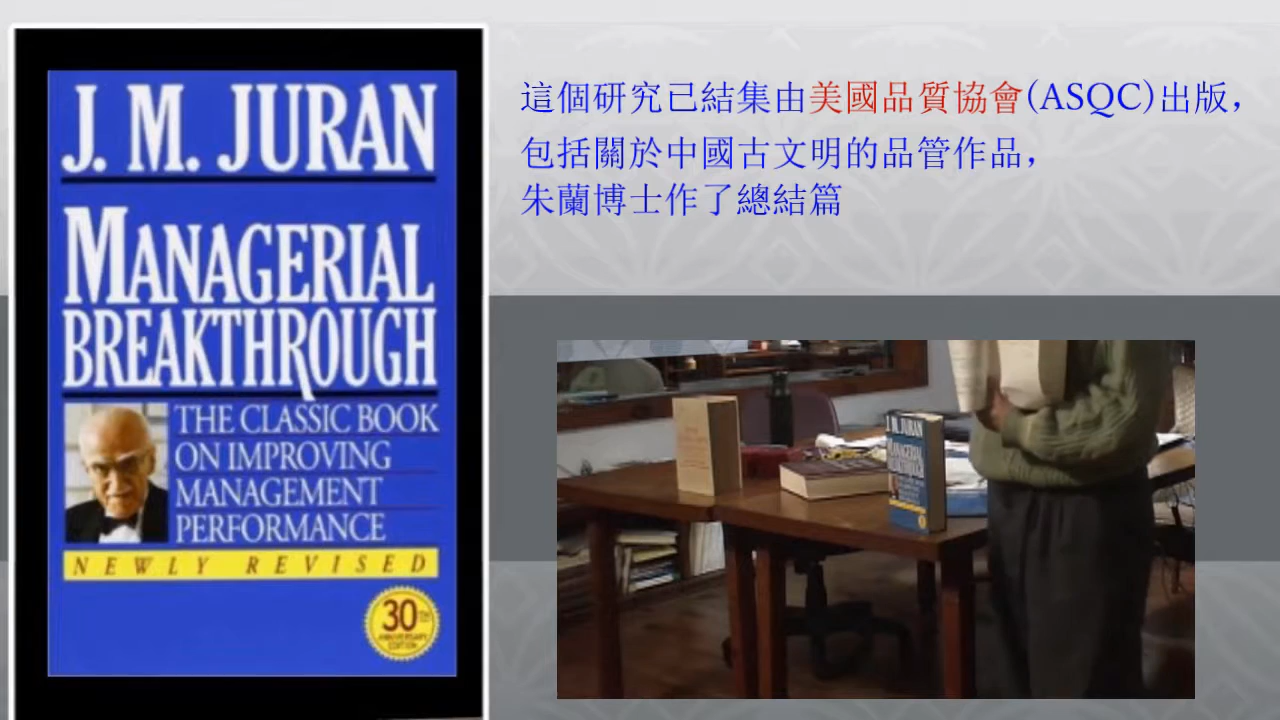 J. M. JURAN
MANAGERIAL
BREAKTHROUGH
THE CLASSIC BOOK
ON IMPROVING
MANAGEMENT
PERFORMANCE
NEWLY REVISED
30TH
ANNIVERSARY
EDITION
這個研究已結集由美國品質協會(ASQC)出版，
包括關於中國古文明的品管作品，
朱蘭博士作了總結篇
J. M. JURAN
MANAGERIAL
BREAKTHROUGH